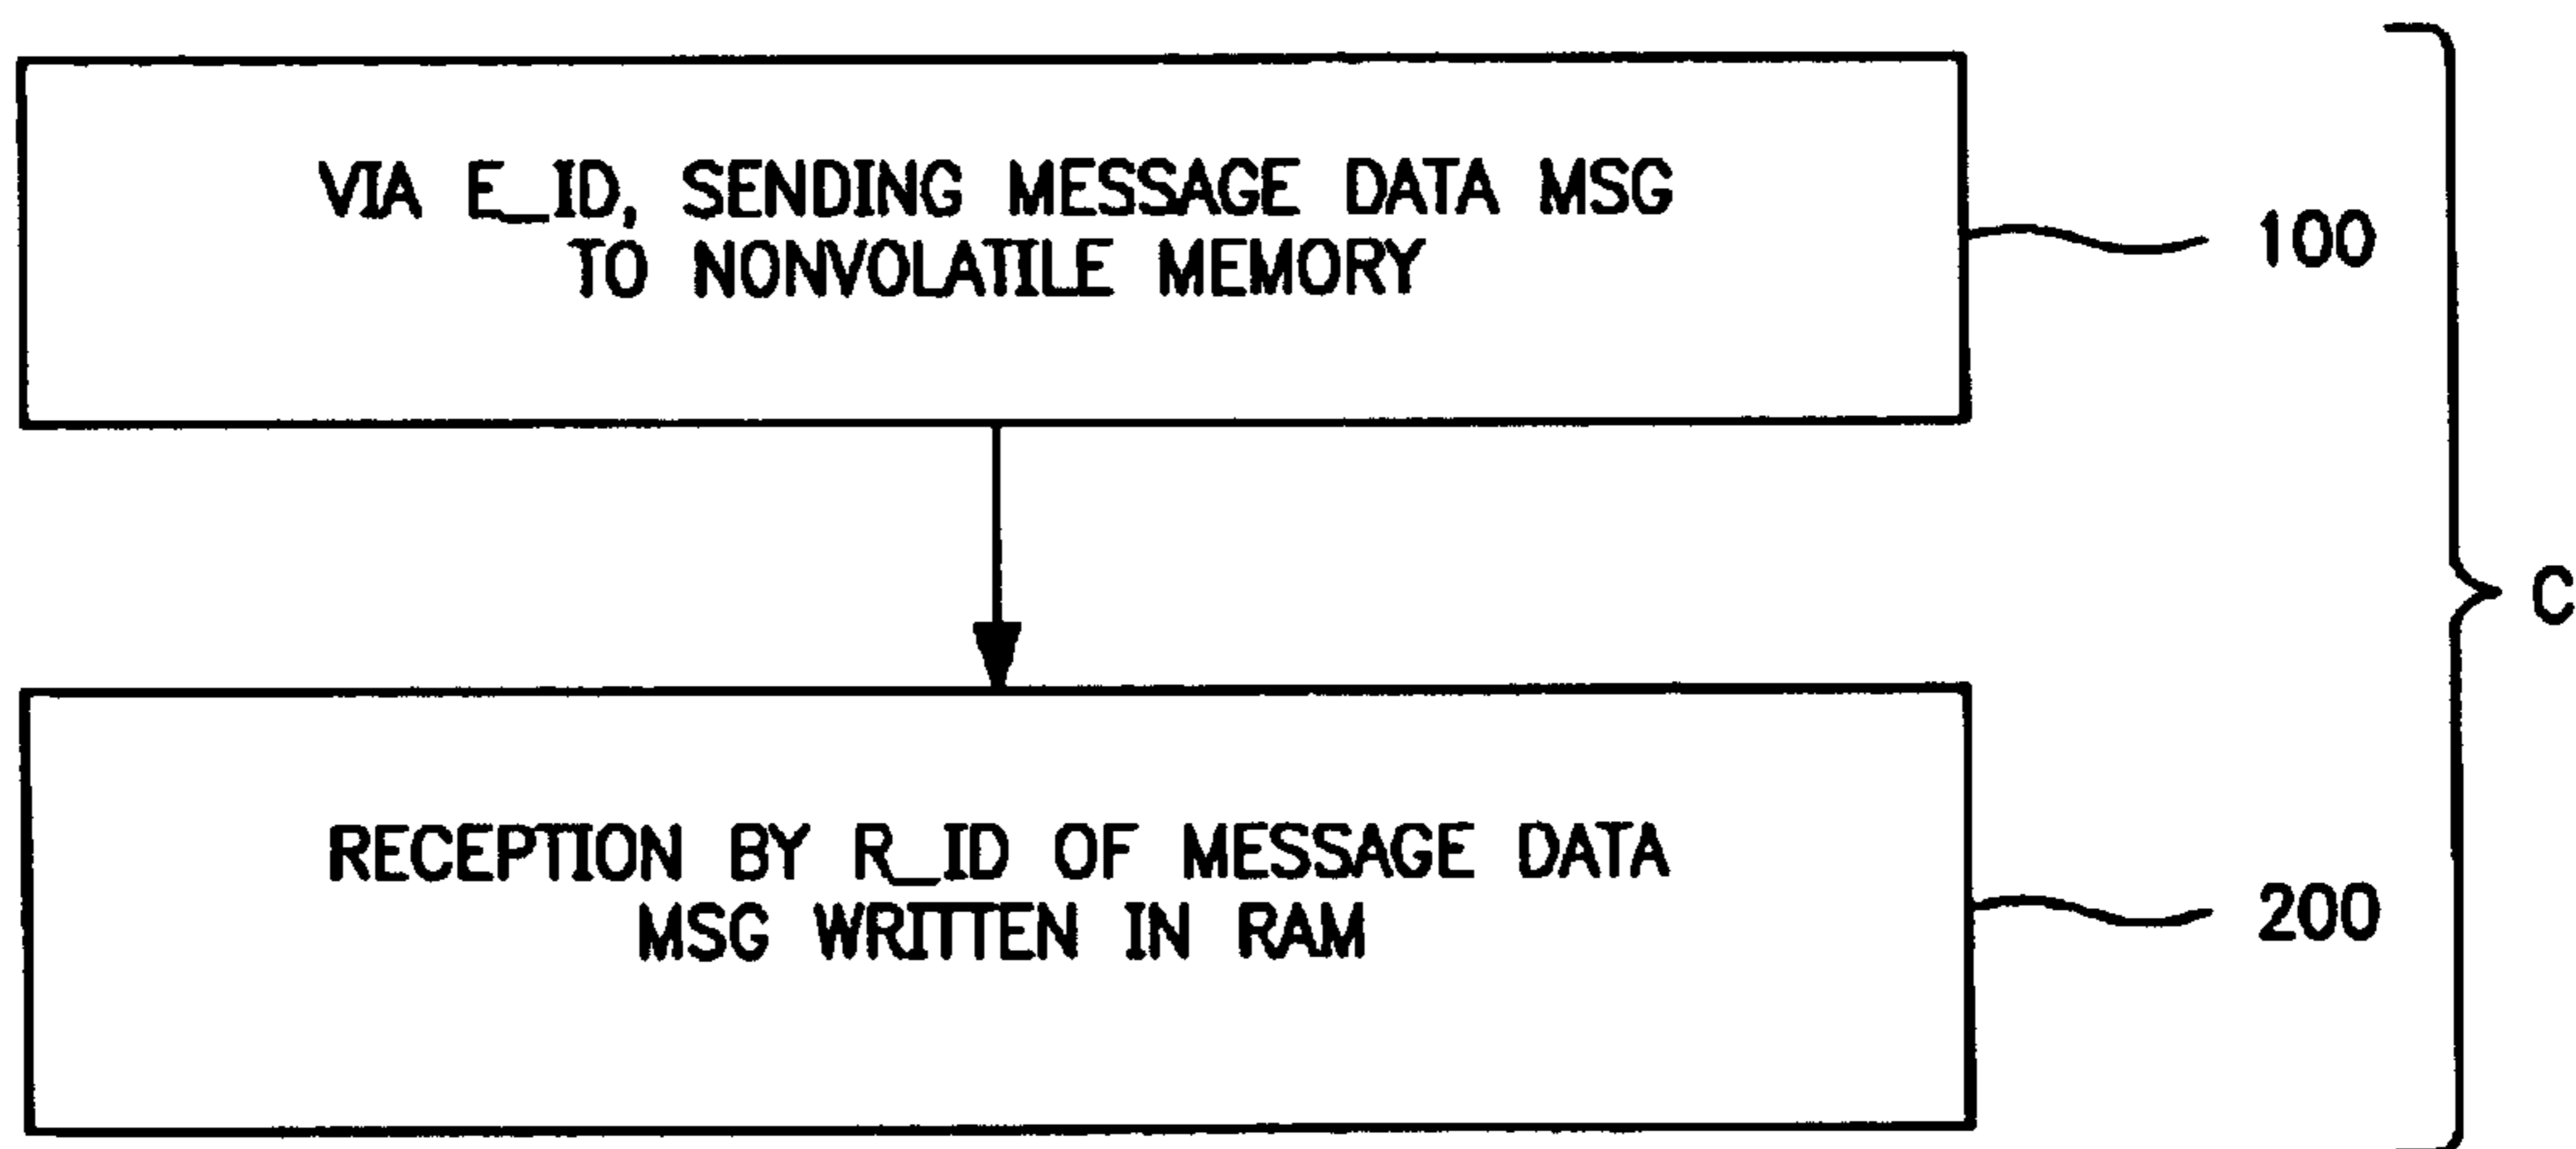 VIA E_ID, SENDING MESSAGE DATA MSG
TO NONVOLATILE MEMORY
100
C
RECEPTION BY R_ID OF MESSAGE DATA
MSG WRITTEN IN RAM
200